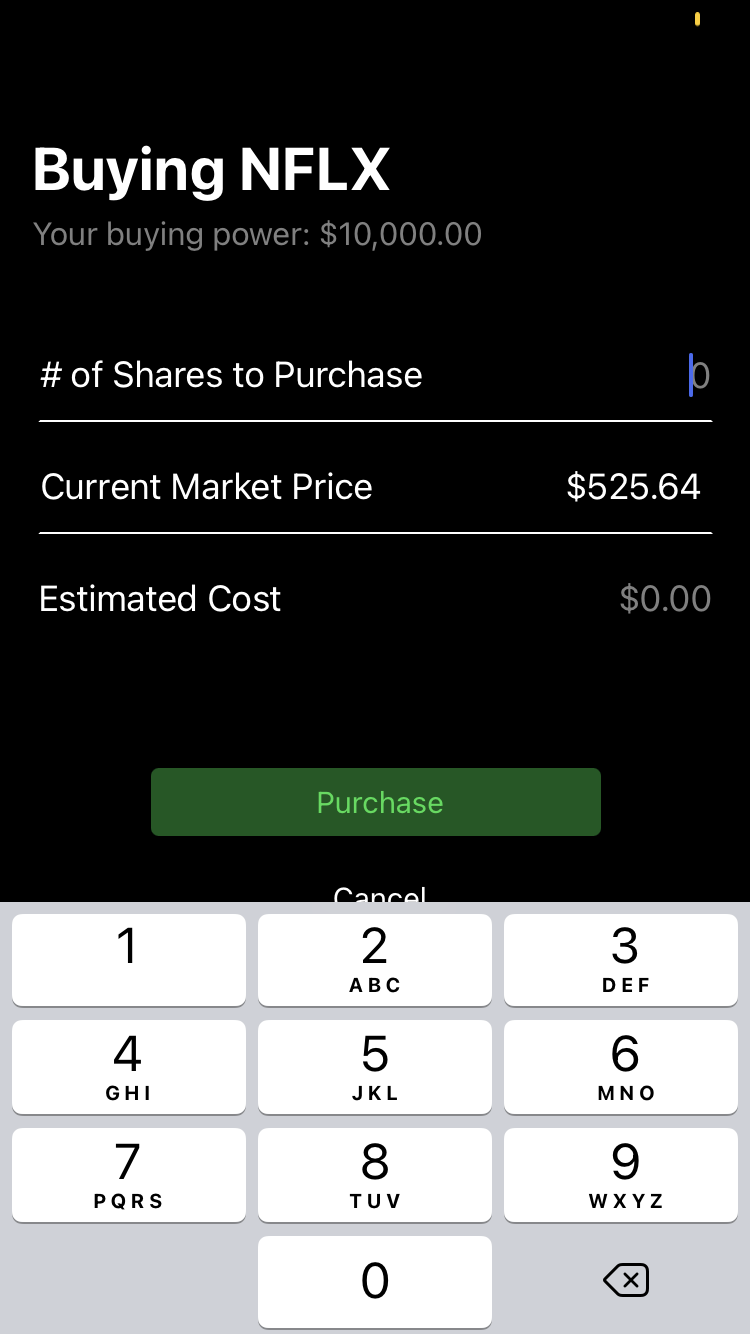 Buying NFLX
Your buying power: $10,000.00
# of Shares to Purchase 0
Current Market Price $525.64
Estimated Cost $0.00
Purchase
Cancel
1 2 3
ABC DEF
4 5 6
GHI JKL MNO
7 8 9
PQRS TUV WXYZ
0